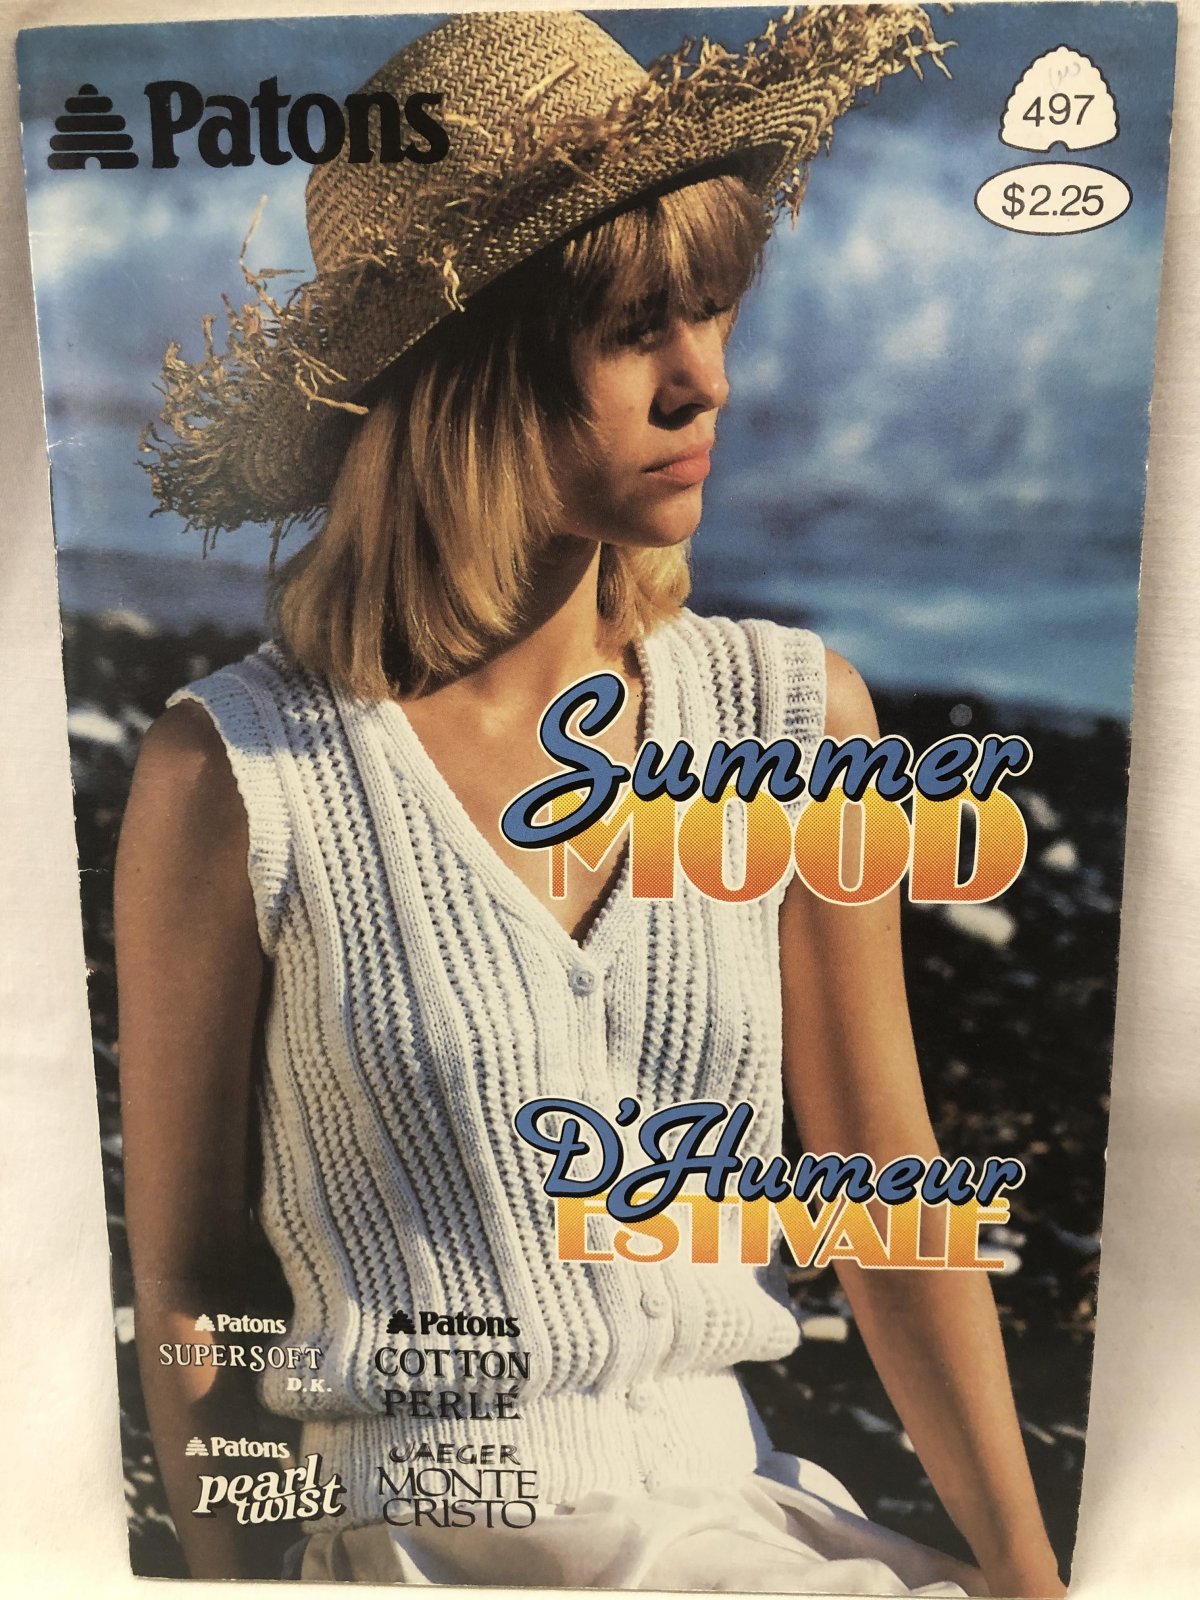 Patons
497
$2.25
Summer
MOOD
D'Humeur
ESTIVALE
Patons
SUPERSOFT
D.K.
Patons
COTTON
PERLÉ
Patons
pearl
twist
JAEGER
MONTE
CRISTO